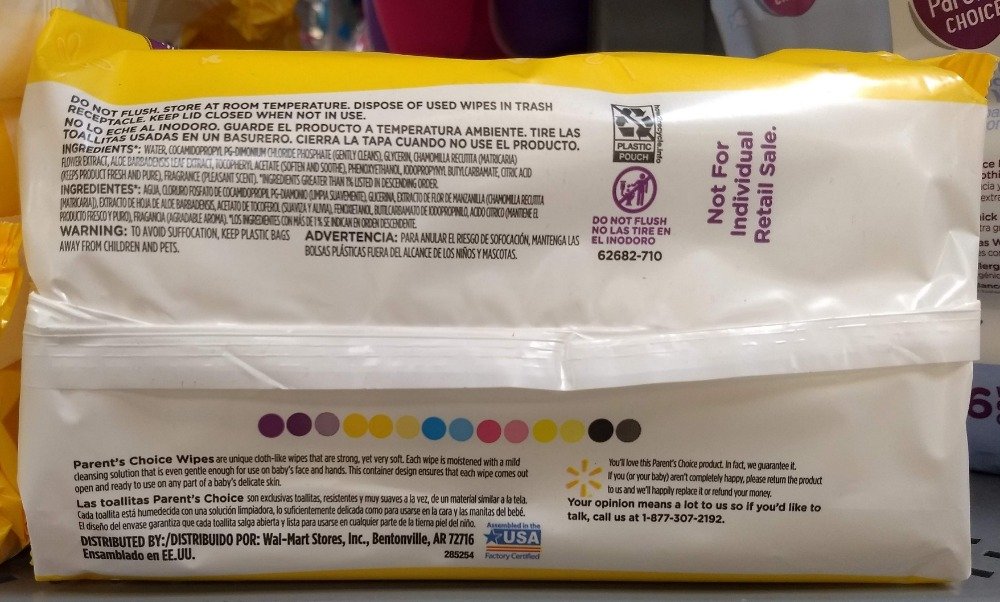 DO NOT FLUSH. STORE AT ROOM TEMPERATURE. DISPOSE OF USED WIPES IN TRASH
RECEPTACLE. KEEP LID CLOSED WHEN NOT IN USE.
NO LO ECHE AL INODORO. GUARDE EL PRODUCTO A TEMPERATURA AMBIENTE. TIRE LAS
TOALLITAS USADAS EN UN BASURERO. CIERRA LA TAPA CUANDO NO USE EL PRODUCTO.
INGREDIENTS*: WATER, COCAMIDOPROPYL PG-DIMONIUM CHLORIDE PHOSPHATE (GENTLY CLEANS), GLYCERIN, CHAMOMILLA RECUTITA (MATRICARIA)
FLOWER EXTRACT, ALOE BARBADENSIS LEAF EXTRACT, TOCOPHERYL ACETATE (SOFTEN AND SOOTHE), PHENOXYETHANOL, IODOPROPYNYL BUTYLCARBAMATE, CITRIC ACID
(KEEPS PRODUCT FRESH AND PURE), FRAGRANCE (PLEASANT SCENT). *INGREDIENTS GREATER THAN 1% LISTED IN DESCENDING ORDER.
INGREDIENTES*: AGUA, CLORURO FOSFATO DE COCAMIDOPROPYL PG-DIAMONIO (LIMPIA SUAVEMENTE), GLICERINA, EXTRACTO DE FLOR DE MANZANILLA (CHAMOMILLA RECUTITA
(MATRICARIA)), EXTRACTO DE HOJA DE ALOE BARBADENSIS, ACETATO DE TOCOFEROL (SUAVIZA Y ALIVIA), FENOXIETANOL, BUTILCARBAMATO DE IODOPROPINILO, ACIDO CITRICO (MANTIENE EL
PRODUCTO FRESCO Y PURO), FRAGANCIA (AGRADABLE AROMA). *LOS INGREDIENTES CON MÁS DE 1% SE INDICAN EN ORDEN DESCENDENTE.
WARNING: TO AVOID SUFFOCATION, KEEP PLASTIC BAGS
AWAY FROM CHILDREN AND PETS.
ADVERTENCIA: PARA ANULAR EL RIESGO DE SOFOCACIÓN, MANTENGA LAS
BOLSAS PLÁSTICAS FUERA DEL ALCANCE DE LOS NIÑOS Y MASCOTAS.
PLASTIC
POUCH
how2recycle.info
DO NOT FLUSH
NO LAS TIRE EN
EL INODORO
62682-710
Not For
Individual
Retail Sale.
Parent's Choice Wipes are unique cloth-like wipes that are strong, yet very soft. Each wipe is moistened with a mild
cleansing solution that is even gentle enough for use on baby's face and hands. This container design ensures that each wipe comes out
open and ready to use on any part of a baby's delicate skin.
Las toallitas Parent's Choice son exclusivas toallitas, resistentes y muy suaves a la vez, de un material similar a la tela.
Cada toallita está humedecida con una solución limpiadora, lo suficientemente delicada como para usarse en la cara y las manitas del bebé.
El diseño del envase garantiza que cada toallita salga abierta y lista para usarse en cualquier parte de la tierna piel del niño.
DISTRIBUTED BY:/DISTRIBUIDO POR: Wal-Mart Stores, Inc., Bentonville, AR 72716
Ensamblado en EE.UU.
285254
Assembled in the
USA
Factory Certified
You'll love this Parent's Choice product. In fact, we guarantee it.
If you (or your baby) aren't completely happy, please return the product
to us and we'll happily replace it or refund your money.
Your opinion means a lot to us so if you'd like to
talk, call us at 1-877-307-2192.
CHOICE